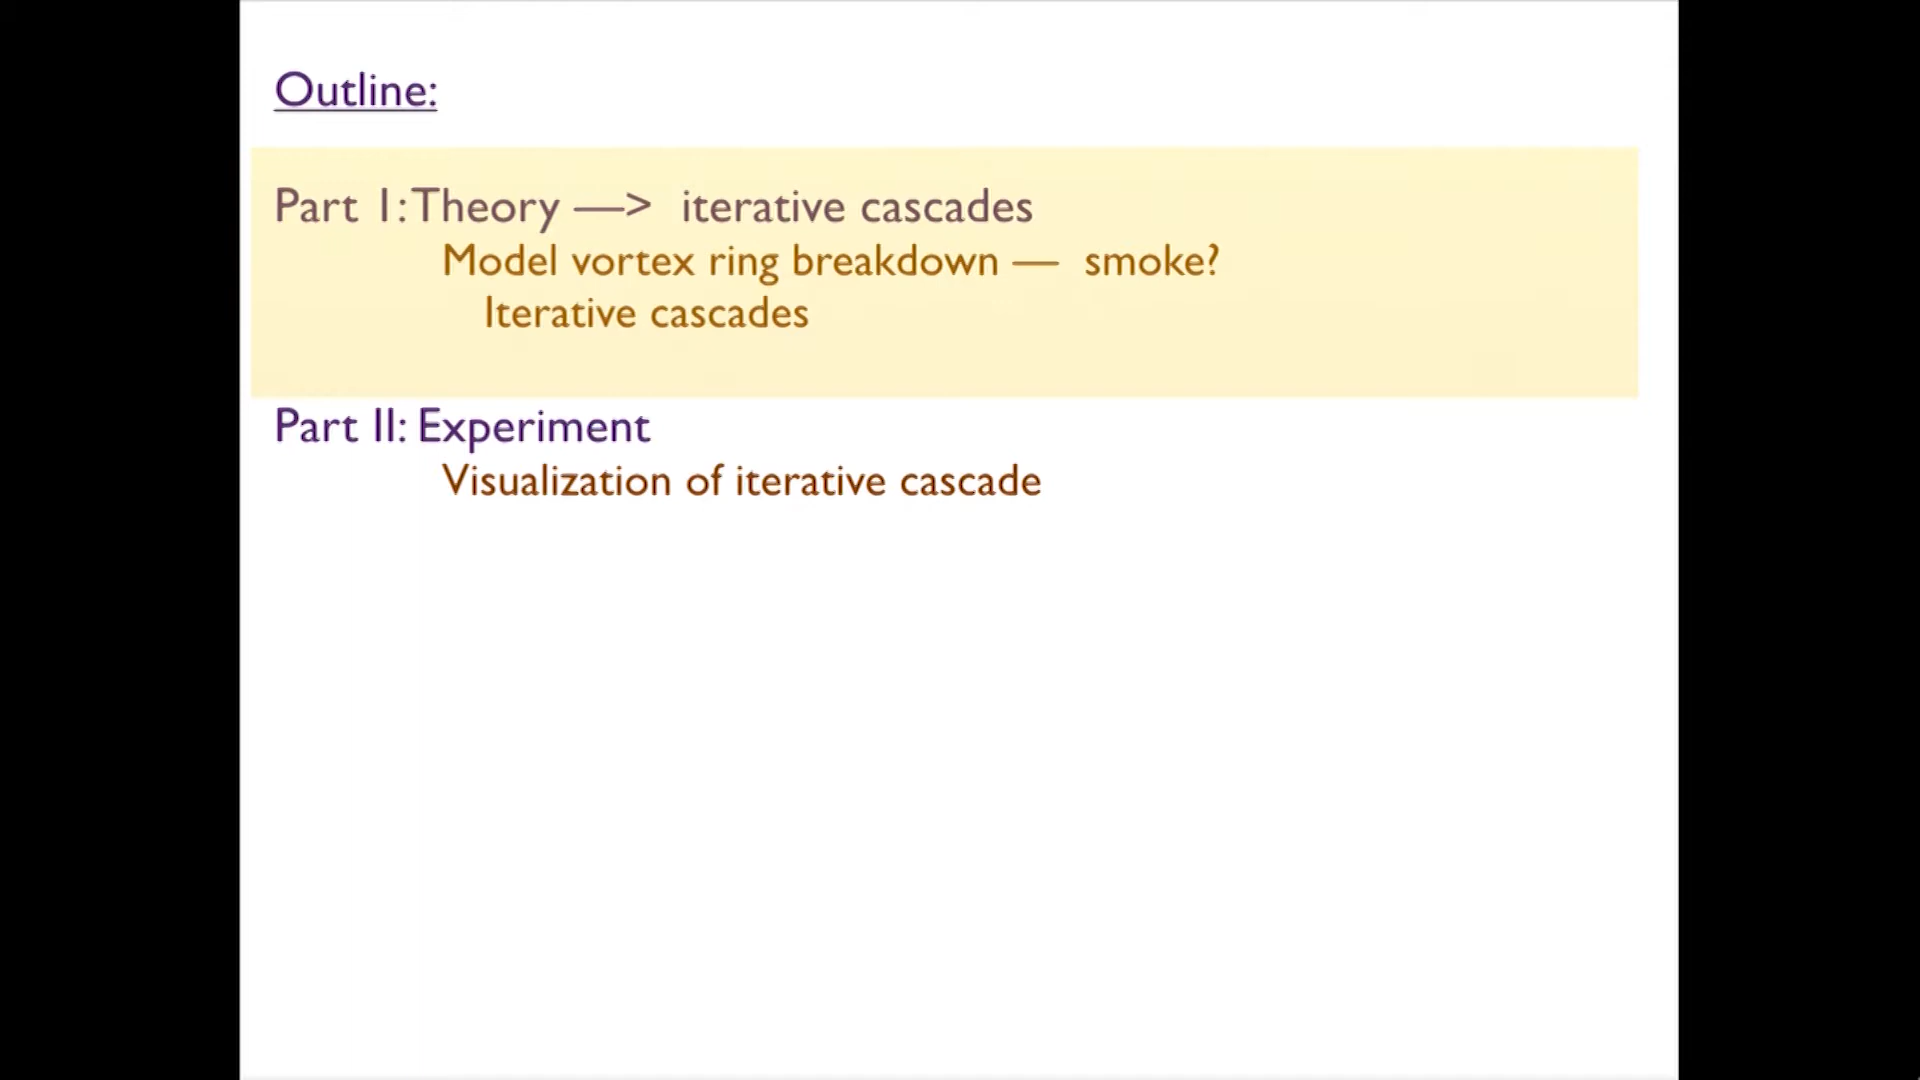 Outline:
Part I: Theory —> iterative cascades
Model vortex ring breakdown — smoke?
Iterative cascades
Part II: Experiment
Visualization of iterative cascade